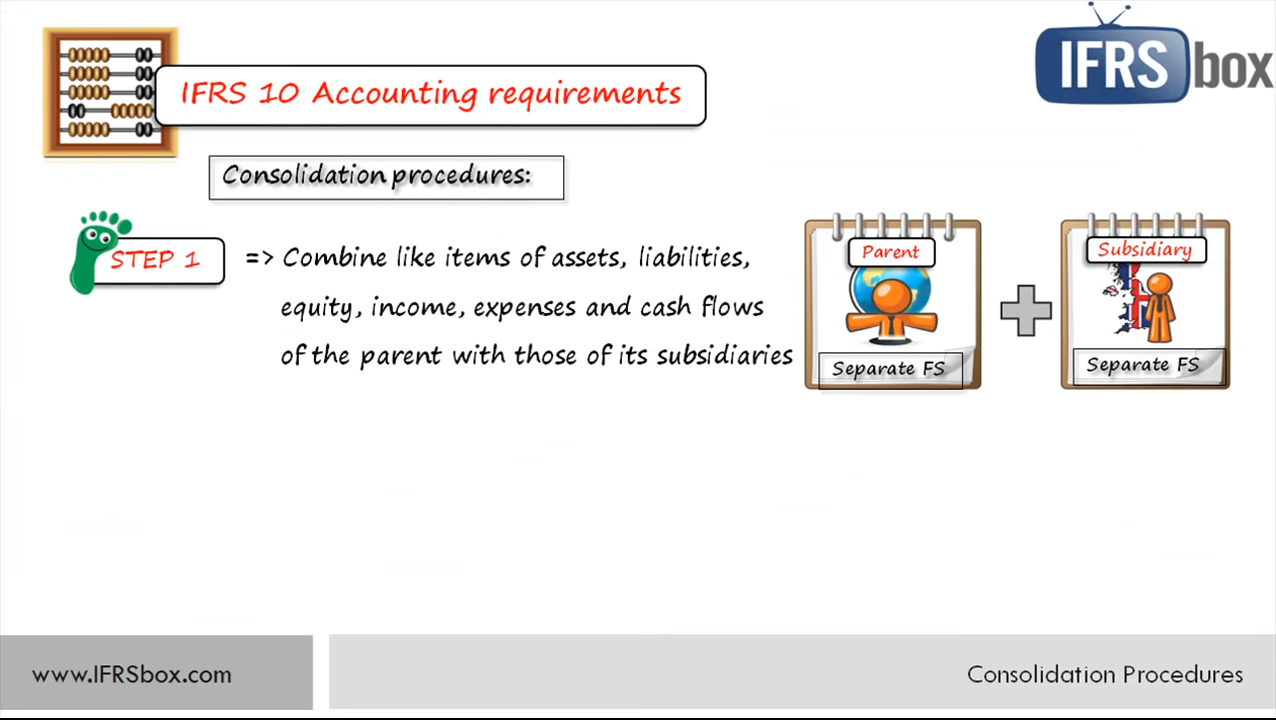 IFRS box
IFRS 10 Accounting requirements
Consolidation procedures:
STEP 1
=> Combine like items of assets, liabilities,
equity, income, expenses and cash flows
of the parent with those of its subsidiaries
Parent
Separate FS
Subsidiary
Separate FS
www.IFRSbox.com
Consolidation Procedures